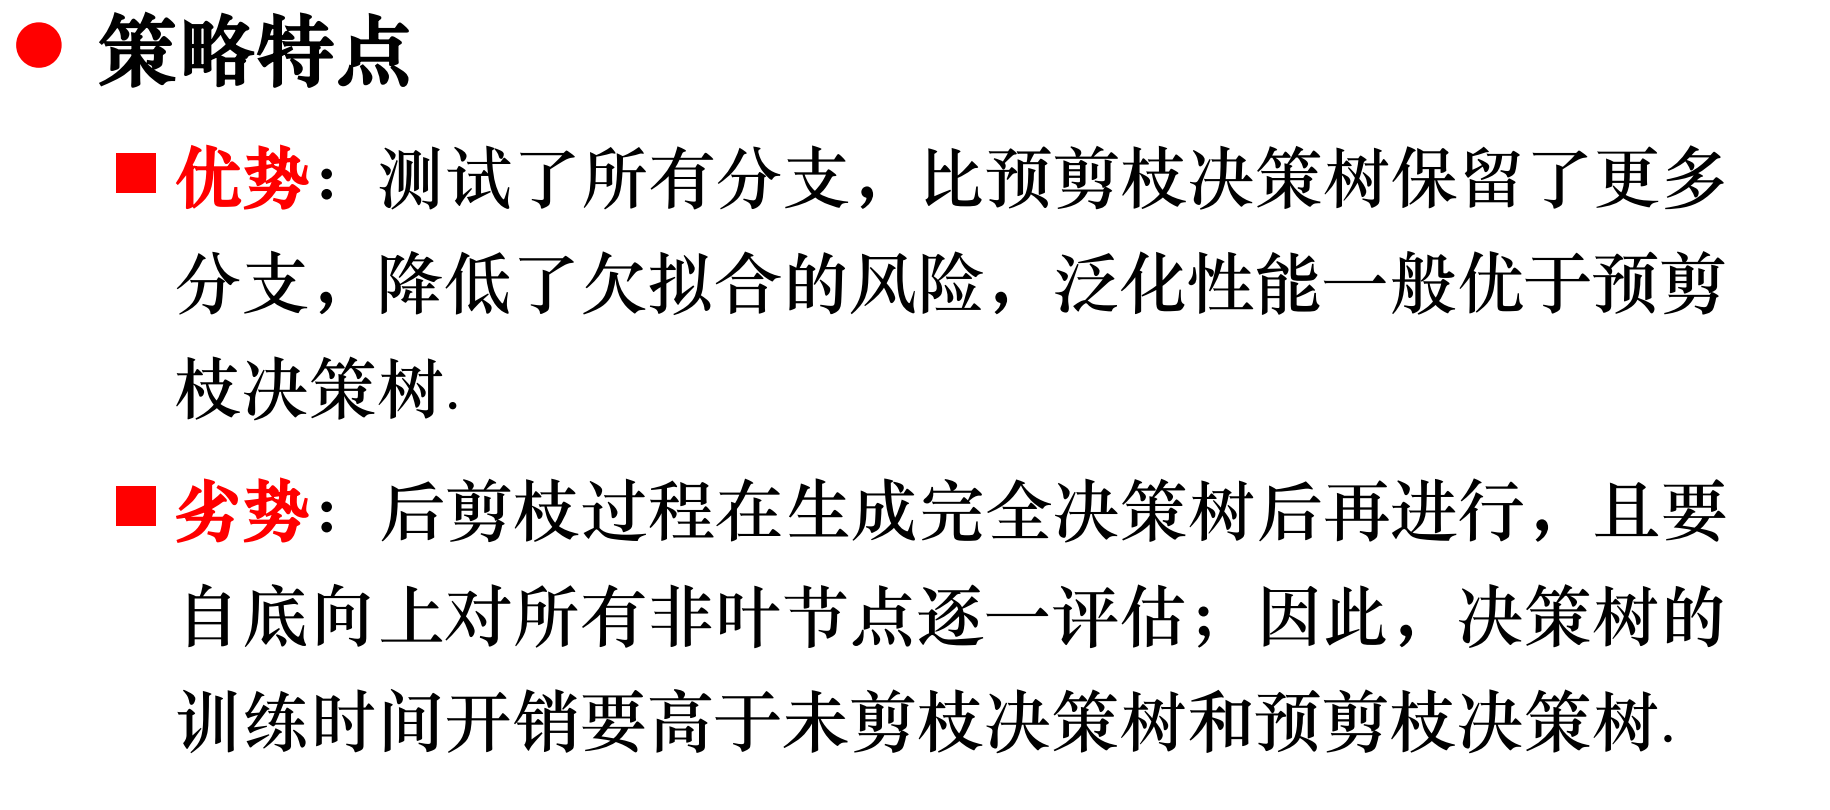 策略特点
优势：测试了所有分支，比预剪枝决策树保留了更多
分支，降低了欠拟合的风险，泛化性能一般优于预剪
枝决策树.
劣势：后剪枝过程在生成完全决策树后再进行，且要
自底向上对所有非叶节点逐一评估；因此，决策树的
训练时间开销要高于未剪枝决策树和预剪枝决策树.